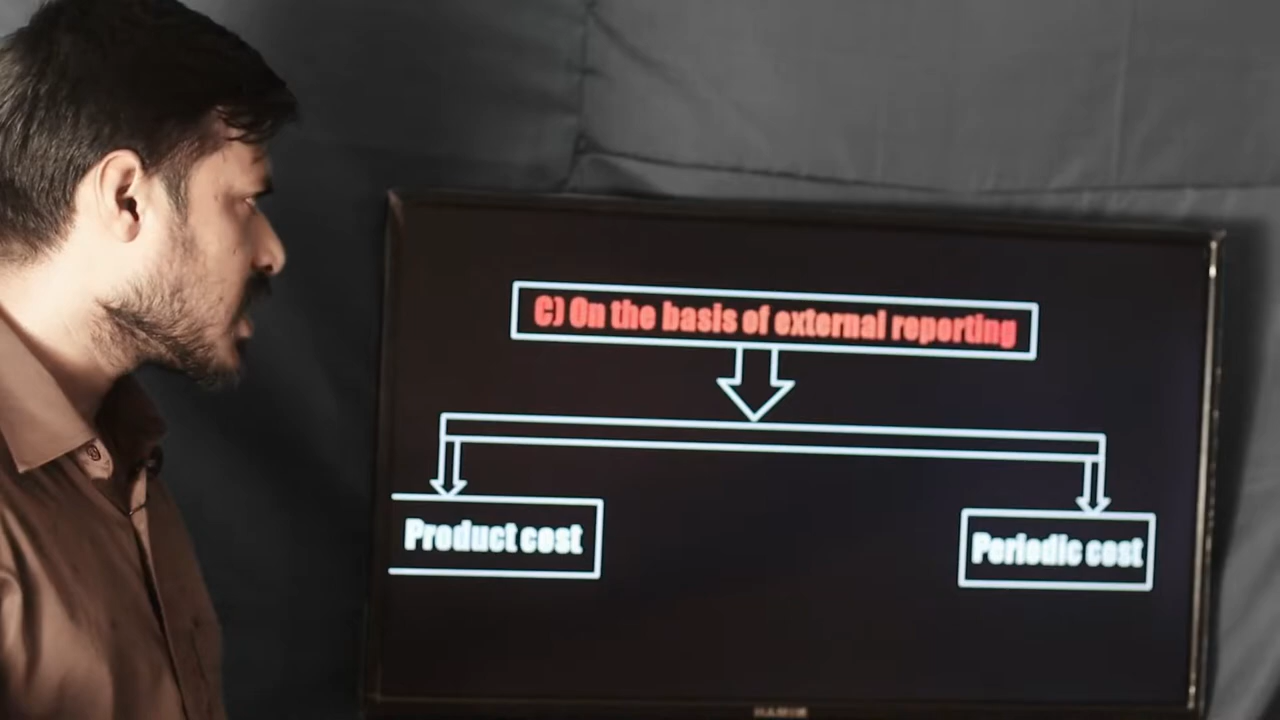 C) On the basis of external reporting
Product cost
Periodic cost